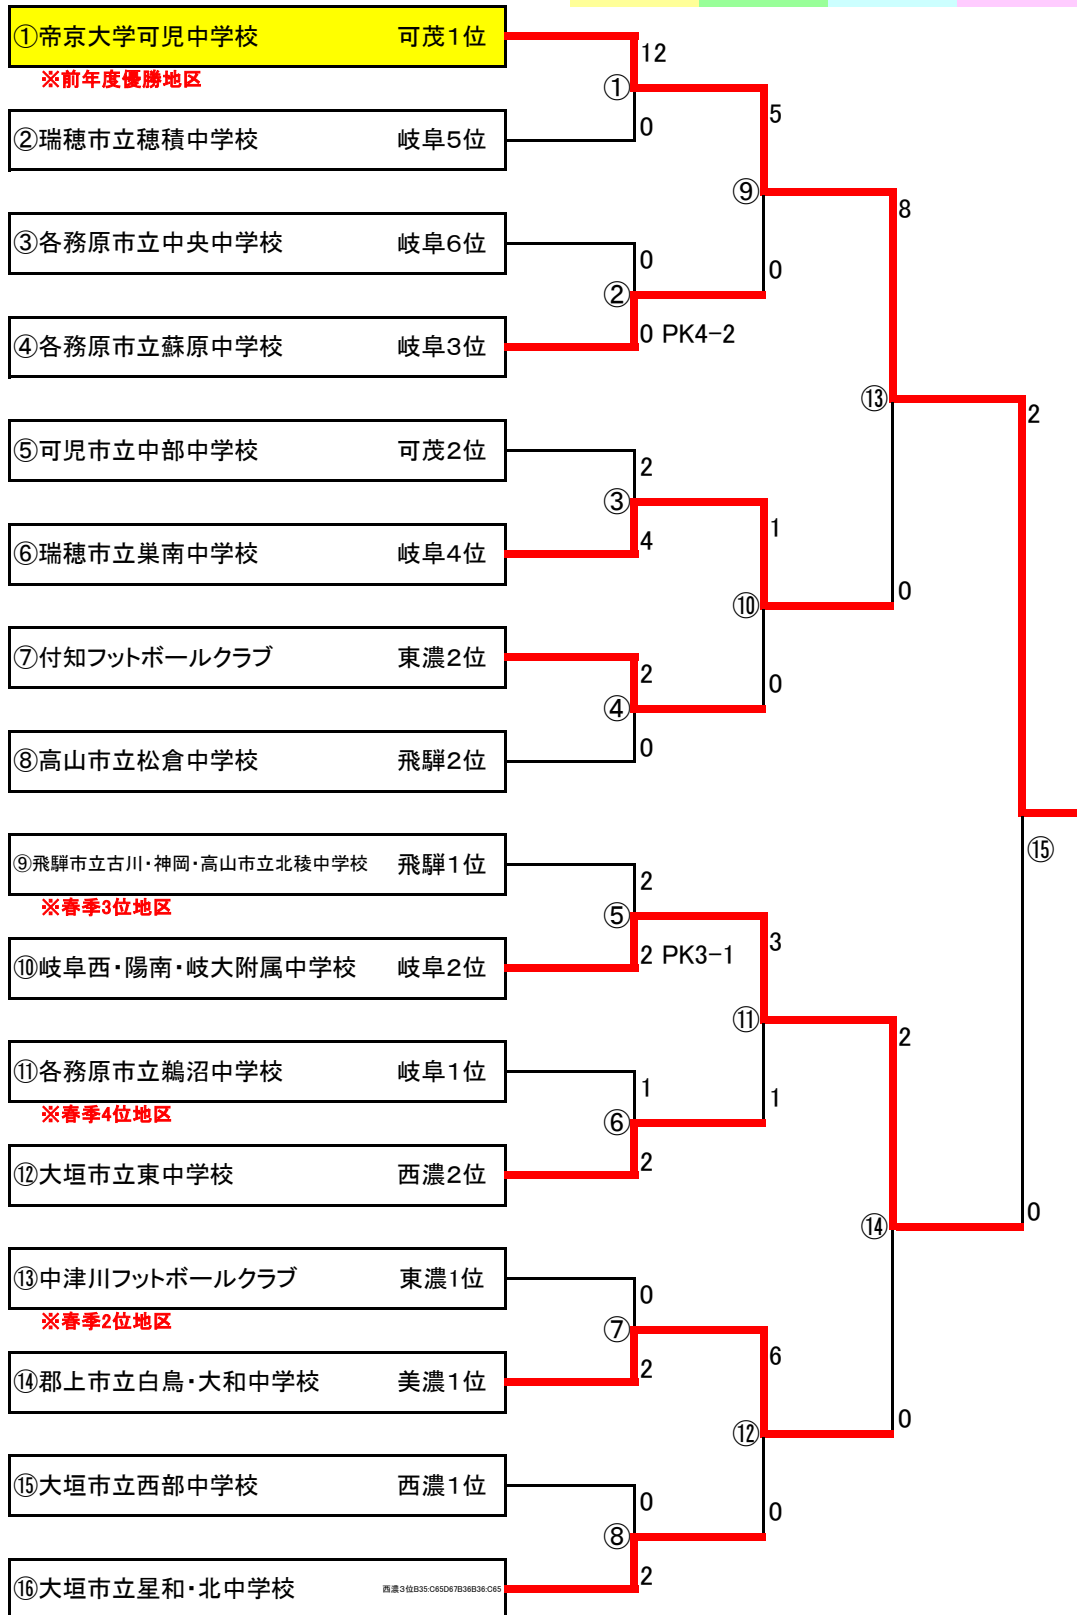 ①帝京大学可児中学校 可茂1位
12
※前年度優勝地区
①
5
0
②瑞穂市立穂積中学校 岐阜5位
⑨
8
③各務原市立中央中学校 岐阜6位
0
0
②
④各務原市立蘇原中学校 岐阜3位
0 PK4-2
⑬
2
⑤可児市立中部中学校 可茂2位
2
③
1
4
⑥瑞穂市立巣南中学校 岐阜4位
0
⑩
⑦付知フットボールクラブ 東濃2位
2
0
④
0
⑧高山市立松倉中学校 飛騨2位
⑮
⑨飛騨市立古川・神岡・高山市立北稜中学校 飛騨1位
2
※春季3位地区
⑤
3
⑩岐阜西・陽南・岐大附属中学校 岐阜2位
2 PK3-1
⑪
2
⑪各務原市立鵜沼中学校 岐阜1位
1
1
※春季4位地区
⑥
2
⑫大垣市立東中学校 西濃2位
0
⑭
⑬中津川フットボールクラブ 東濃1位
0
※春季2位地区
⑦
6
2
⑭郡上市立白鳥・大和中学校 美濃1位
0
⑫
⑮大垣市立西部中学校 西濃1位
0
0
⑧
2
⑯大垣市立星和・北中学校 西濃3位B35:C65D67B36B36:C65